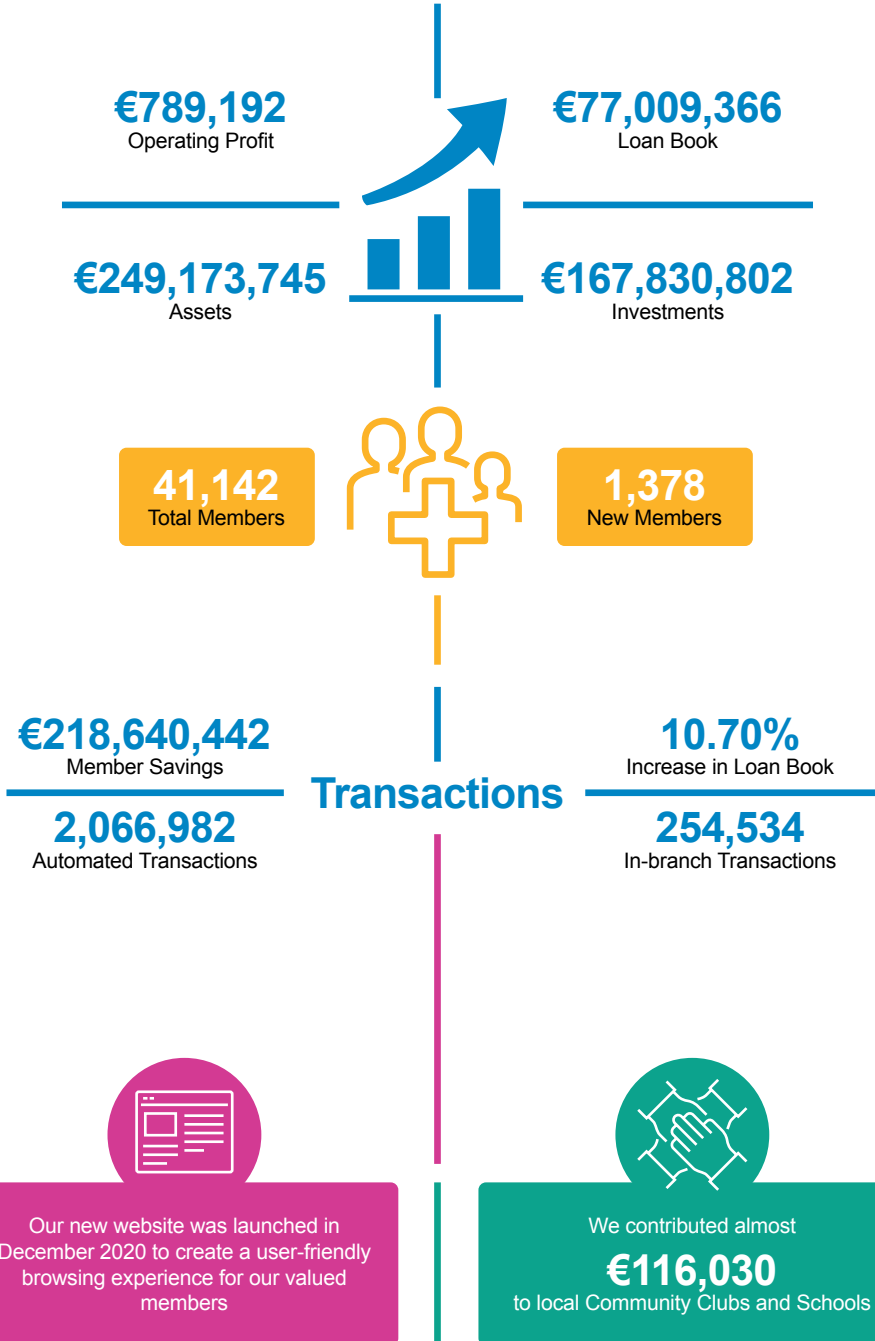 €789,192
Operating Profit
€77,009,366
Loan Book
€249,173,745
Assets
€167,830,802
Investments
41,142
Total Members
1,378
New Members
€218,640,442
Member Savings
10.70%
Increase in Loan Book
Transactions
2,066,982
Automated Transactions
254,534
In-branch Transactions
Our new website was launched in
December 2020 to create a user-friendly
browsing experience for our valued
members
We contributed almost
€116,030
to local Community Clubs and Schools